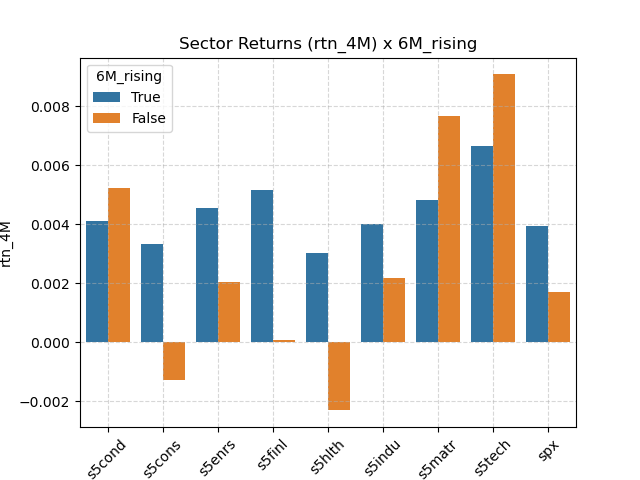 Sector Returns (rtn_4M) x 6M_rising
6M_rising
True
False
0.008
0.006
0.004
0.002
0.000
−0.002
rtn_4M
s5cond
s5cons
s5enrs
s5finl
s5hlth
s5indu
s5matr
s5tech
spx